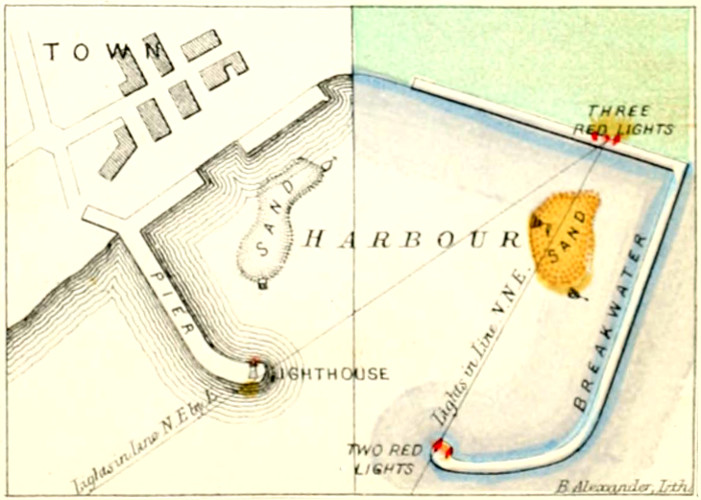 TOWN
THREE
RED LIGHTS
SAND
HARBOUR
SAND
PIER
BREAKWATER
Lights in line N.N.E.
LIGHTHOUSE
Lights in line N.E. by E.
TWO RED
LIGHTS
B. Alexander, Lith.